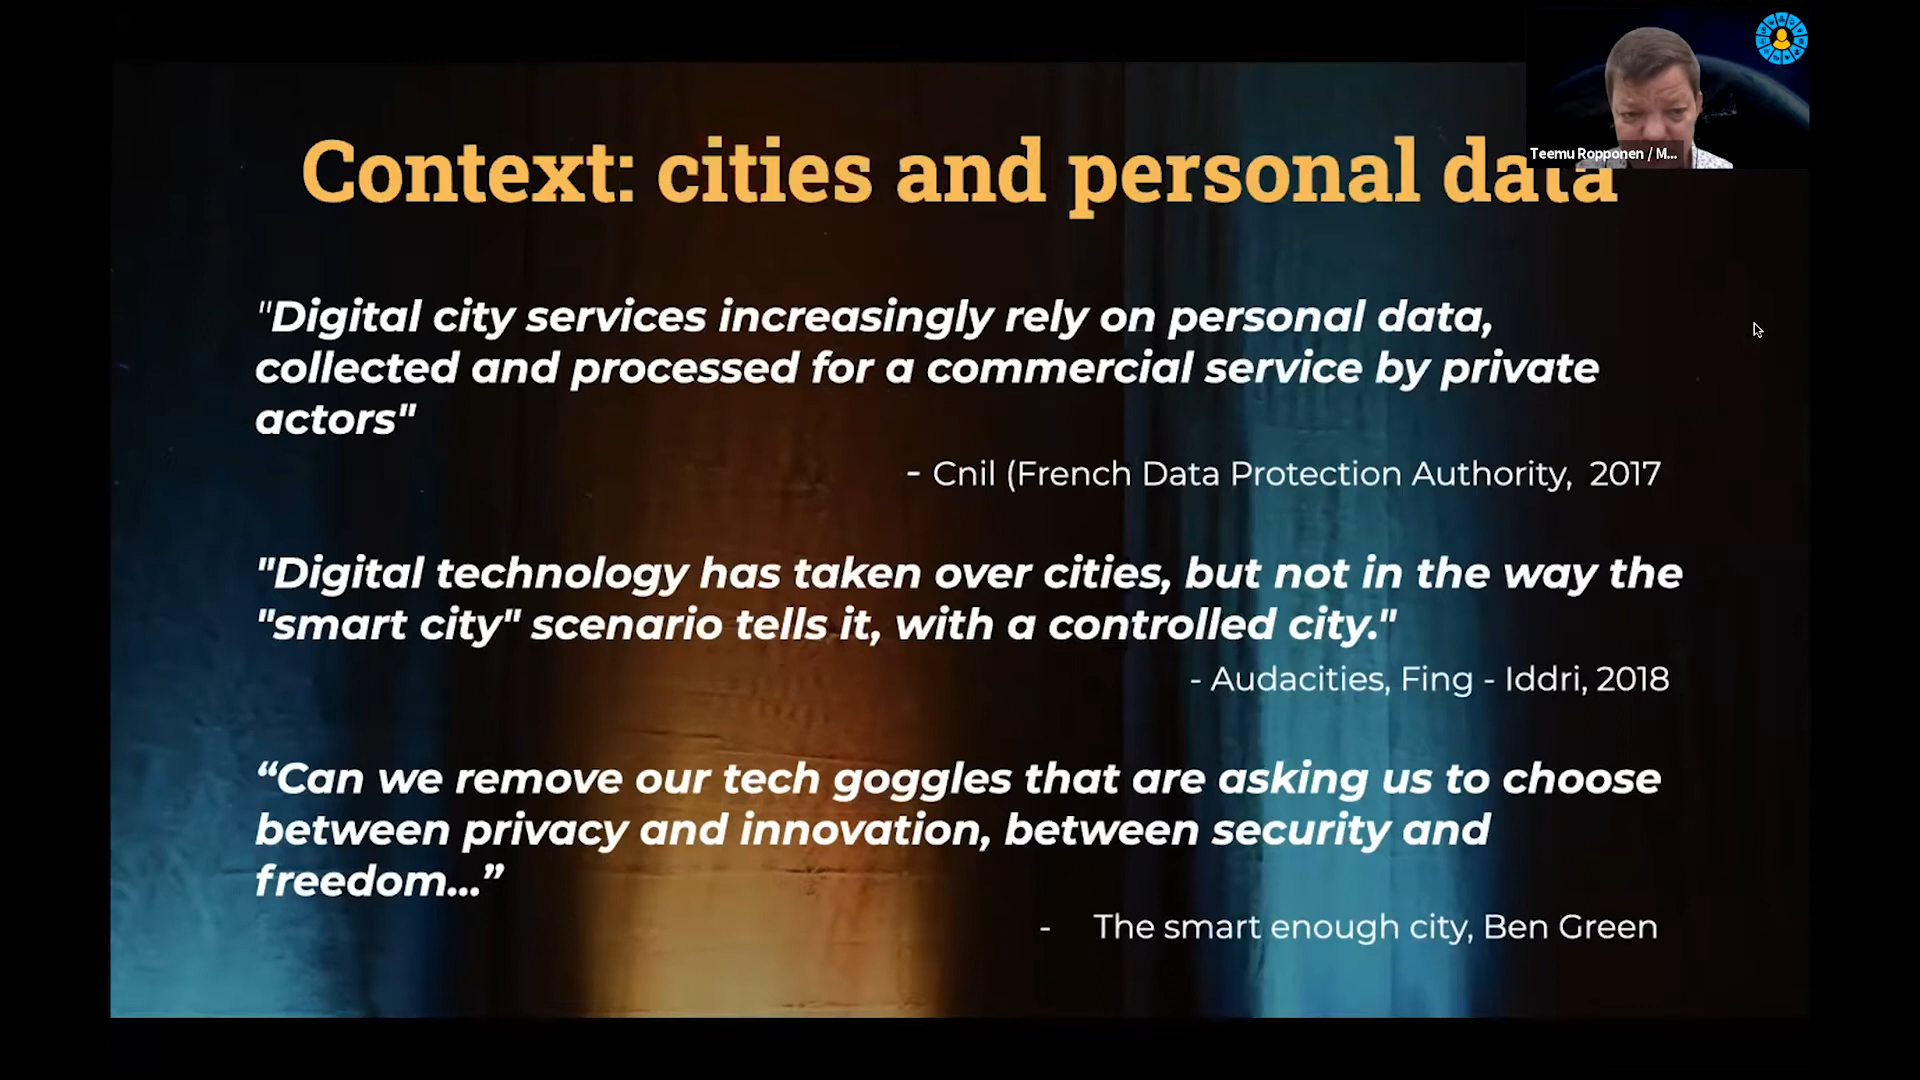 Context: cities and personal data
Teemu Ropponen / M...
"Digital city services increasingly rely on personal data,
collected and processed for a commercial service by private
actors"
- Cnil (French Data Protection Authority, 2017
"Digital technology has taken over cities, but not in the way the
"smart city" scenario tells it, with a controlled city."
- Audacities, Fing - Iddri, 2018
“Can we remove our tech goggles that are asking us to choose
between privacy and innovation, between security and
freedom...”
- The smart enough city, Ben Green